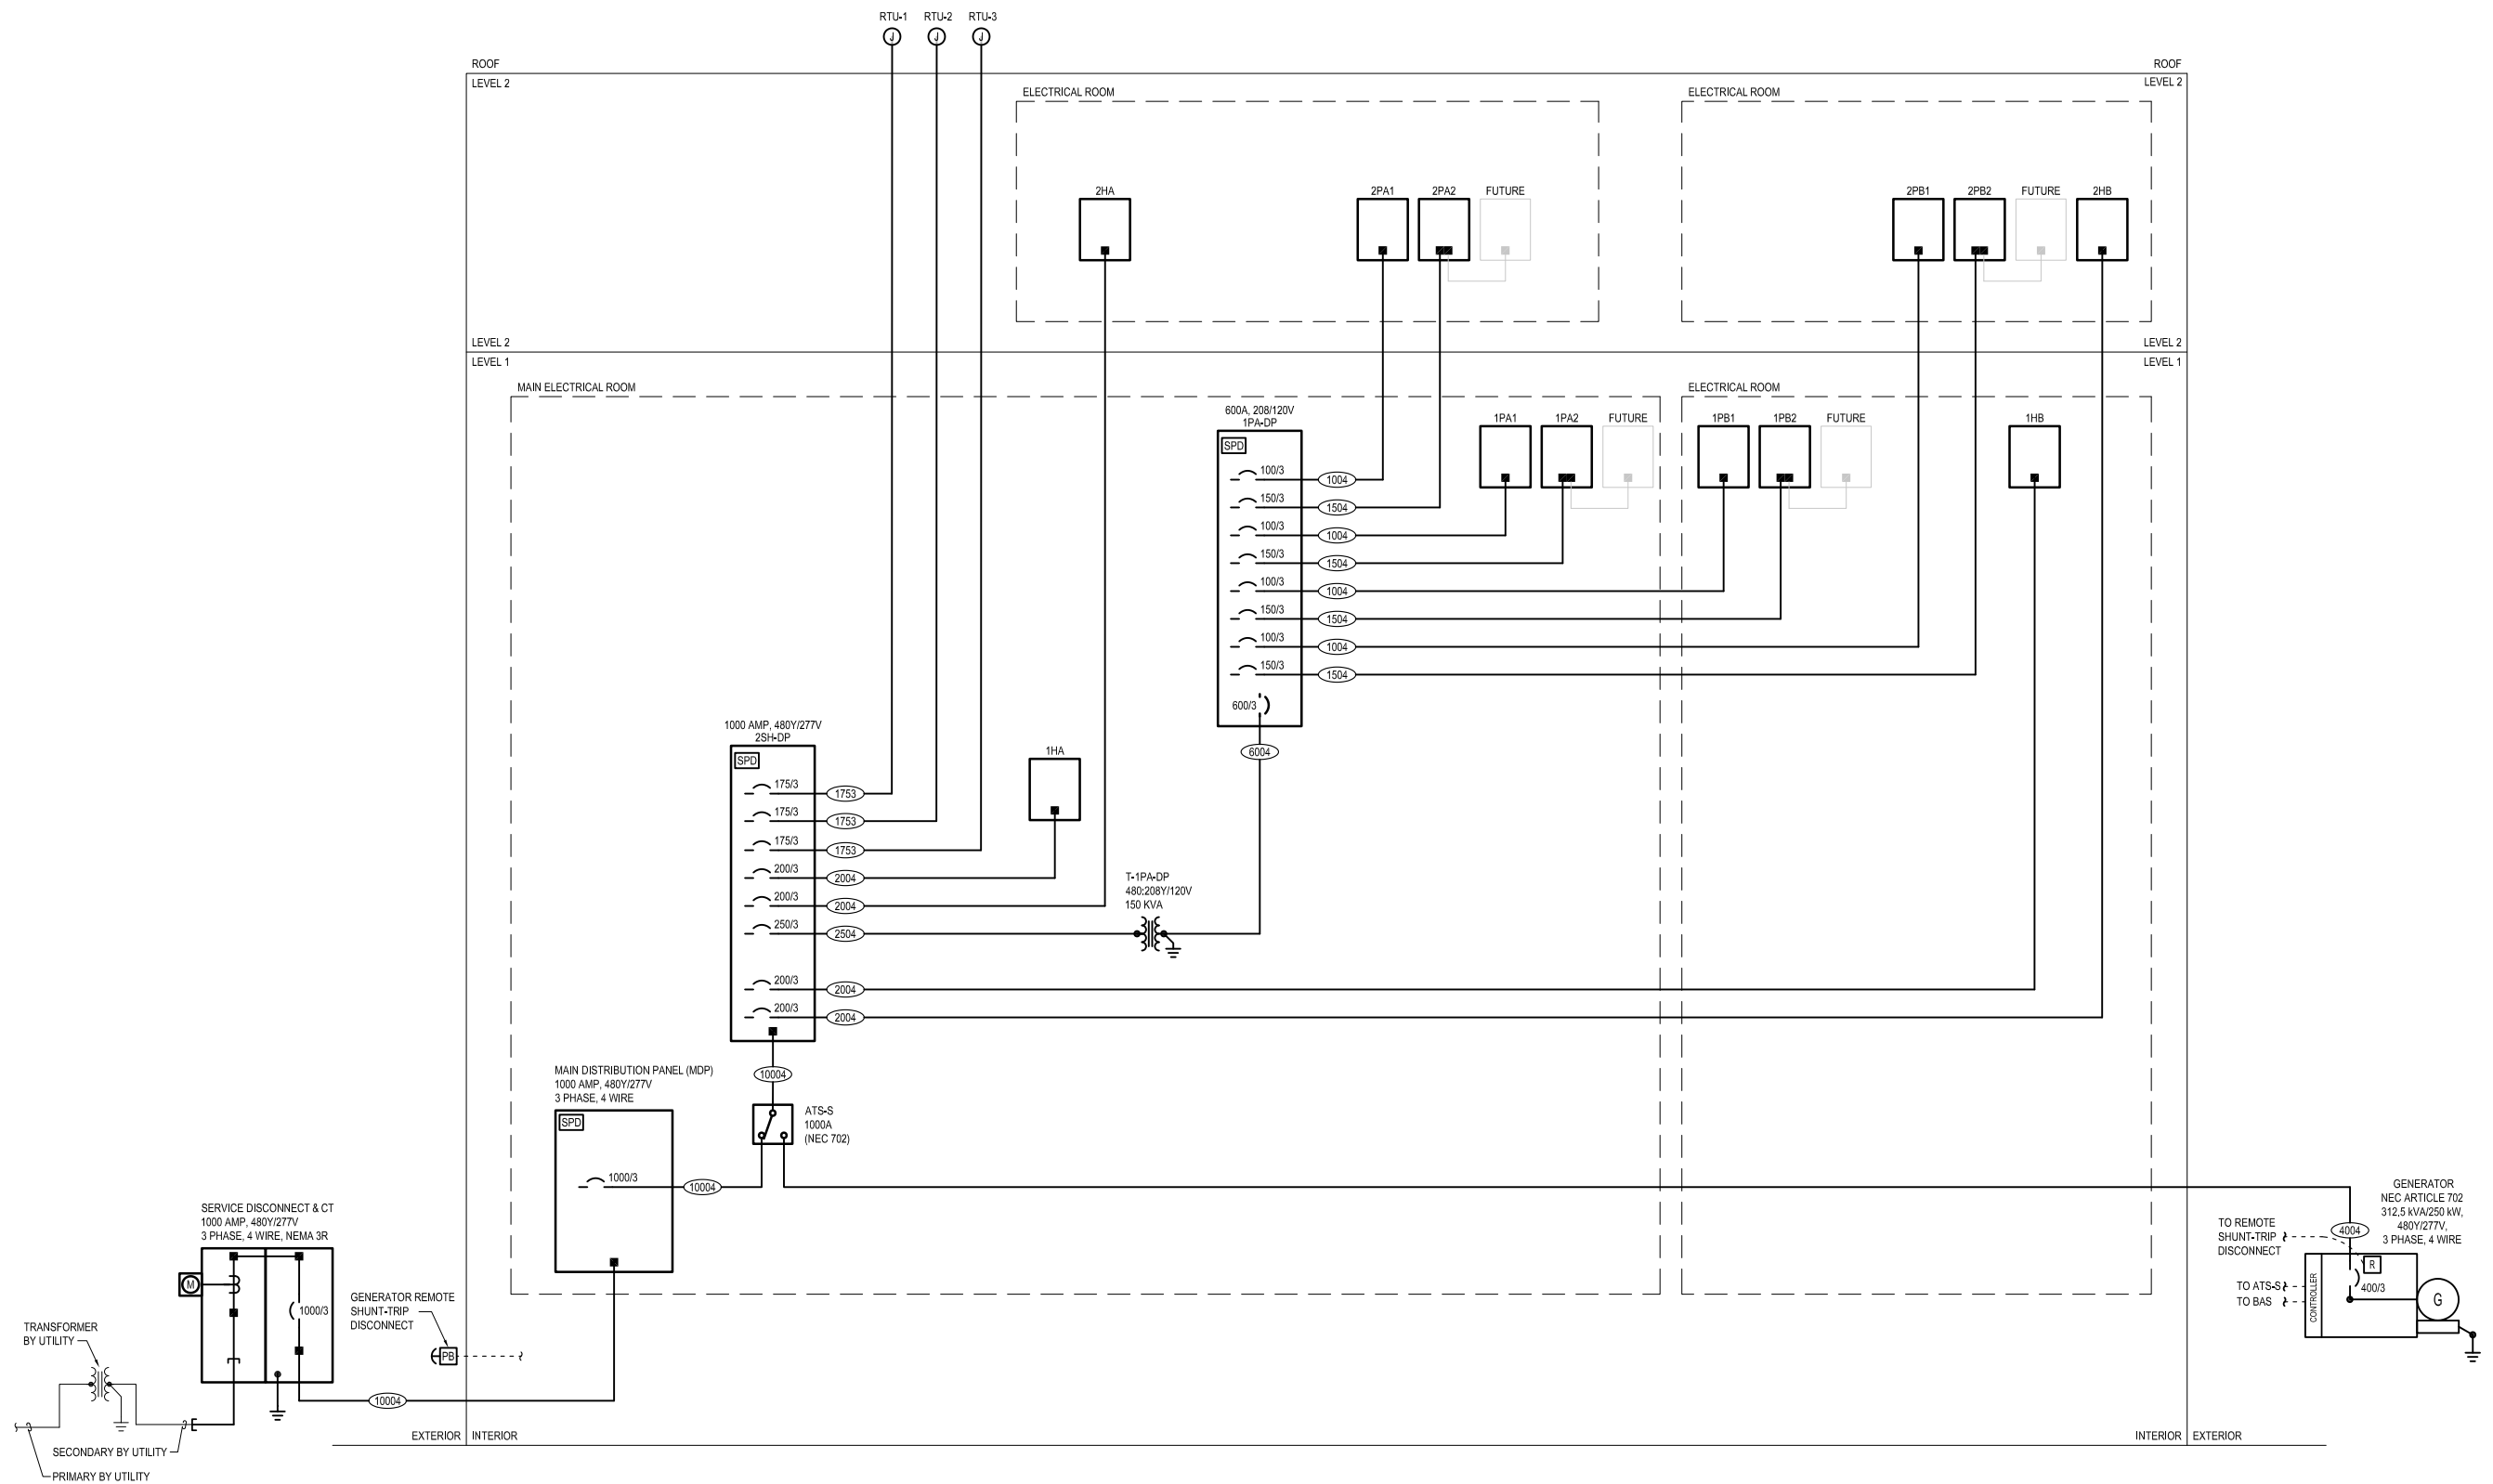 RTU-1 RTU-2 RTU-3
J J J
ROOF ROOF
LEVEL 2 LEVEL 2
ELECTRICAL ROOM ELECTRICAL ROOM
2HA 2PA1 2PA2 FUTURE 2PB1 2PB2 FUTURE 2HB
LEVEL 2 LEVEL 2
LEVEL 1 LEVEL 1
MAIN ELECTRICAL ROOM ELECTRICAL ROOM
600A, 208/120V
1PA-DP
SPD
1PA1 1PA2 FUTURE 1PB1 1PB2 FUTURE 1HB
100/3 1004
150/3 1504
100/3 1004
150/3 1504
100/3 1004
150/3 1504
100/3 1004
150/3 1504
600/3
6004
1000 AMP, 480Y/277V
2SH-DP
SPD
1HA
175/3 1753
175/3 1753
175/3 1753
200/3 2004
200/3 2004
250/3 2504
T-1PA-DP
480:208Y/120V
150 KVA
200/3 2004
200/3 2004
10004
MAIN DISTRIBUTION PANEL (MDP)
1000 AMP, 480Y/277V
3 PHASE, 4 WIRE
SPD
1000/3 10004
ATS-S
1000A
(NEC 702)
SERVICE DISCONNECT & CT
1000 AMP, 480Y/277V
3 PHASE, 4 WIRE, NEMA 3R
M
1000/3
10004
GENERATOR REMOTE
SHUNT-TRIP
DISCONNECT
PB
TRANSFORMER
BY UTILITY
SECONDARY BY UTILITY
PRIMARY BY UTILITY
EXTERIOR INTERIOR
GENERATOR
NEC ARTICLE 702
312,5 kVA/250 kW,
480Y/277V,
3 PHASE, 4 WIRE
4004
TO REMOTE
SHUNT-TRIP
DISCONNECT
R
400/3
G
TO ATS-S
TO BAS
CONTROLLER
INTERIOR EXTERIOR